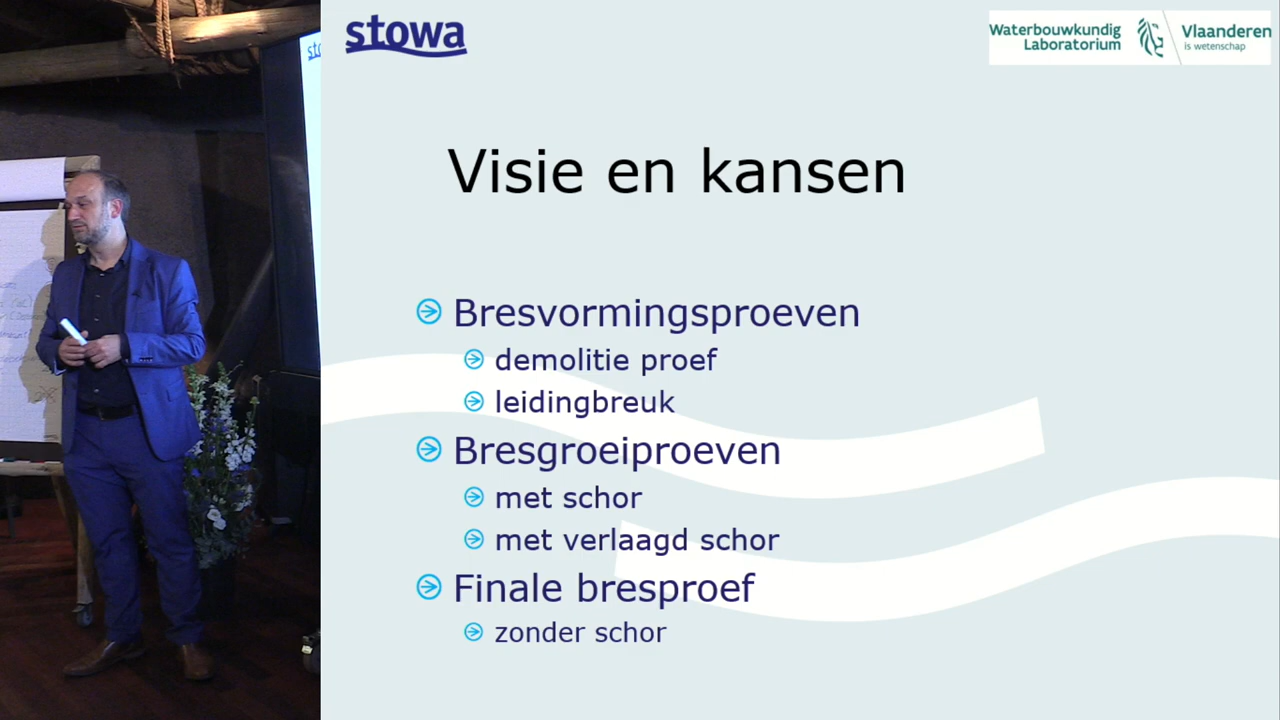 stowa
Waterbouwkundig
Laboratorium
Vlaanderen
is wetenschap
Visie en kansen
Bresvormingsproeven
demolitie proef
leidingbreuk
Bresgroeiproeven
met schor
met verlaagd schor
Finale bresproef
zonder schor